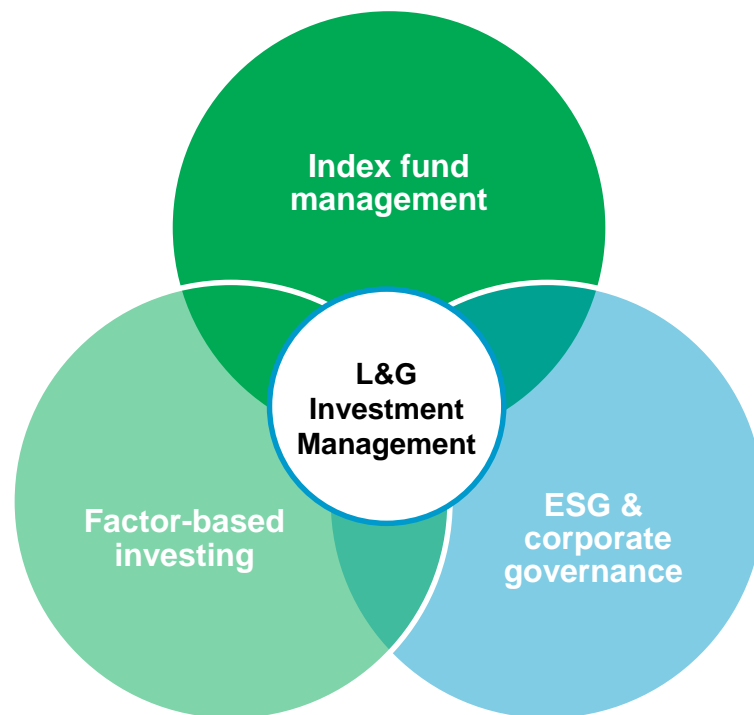 Index fund
management
L&G
Investment
Management
Factor-based
investing
ESG &
corporate
governance